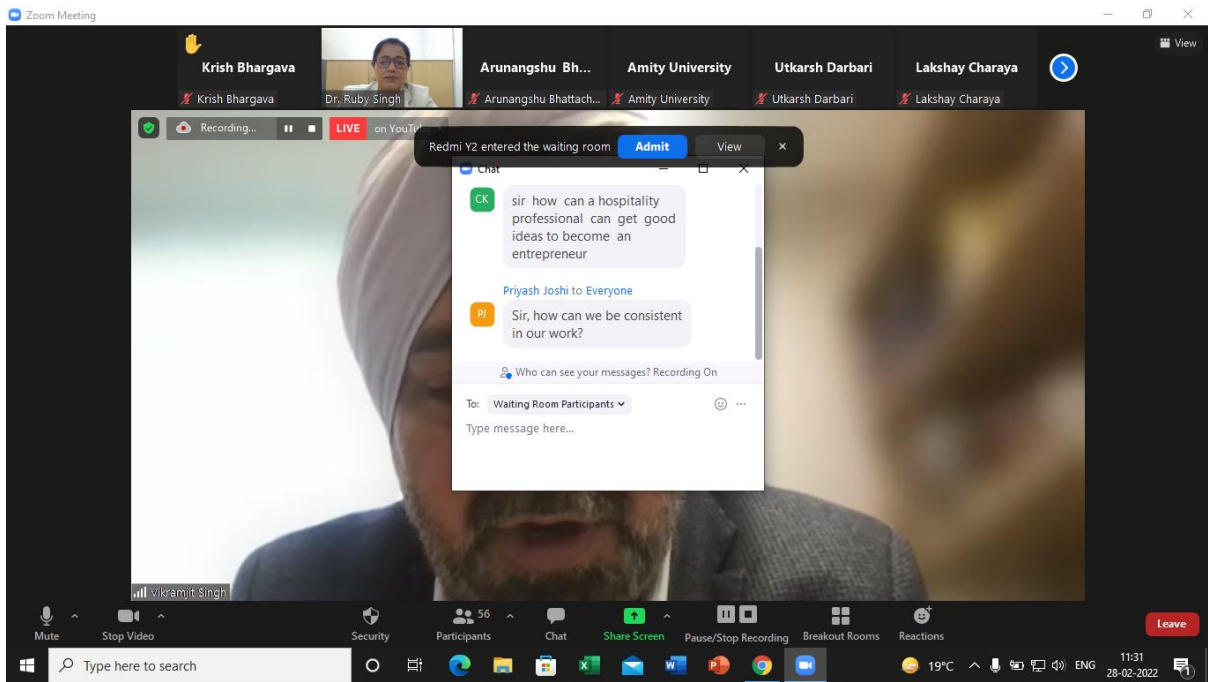 Zoom Meeting
View
Krish Bhargava
Arunangshu Bh...
Amity University
Utkarsh Darbari
Lakshay Charaya
Krish Bhargava
Dr. Ruby Singh
Arunangshu Bhattach...
Amity University
Utkarsh Darbari
Lakshay Charaya
Recording...
LIVE on YouTu
Redmi Y2 entered the waiting room
Admit
View
Chat
CK
sir how can a hospitality
professional can get good
ideas to become an
entrepreneur
Priyash Joshi to Everyone
PJ
Sir, how can we be consistent
in our work?
Who can see your messages? Recording On
To: Waiting Room Participants
Type message here...
Vikramjit Singh
Mute
Stop Video
Security
56
Participants
Chat
Share Screen
Pause/Stop Recording
Breakout Rooms
Reactions
Leave
Type here to search
19°C
ENG
11:31
28-02-2022
1